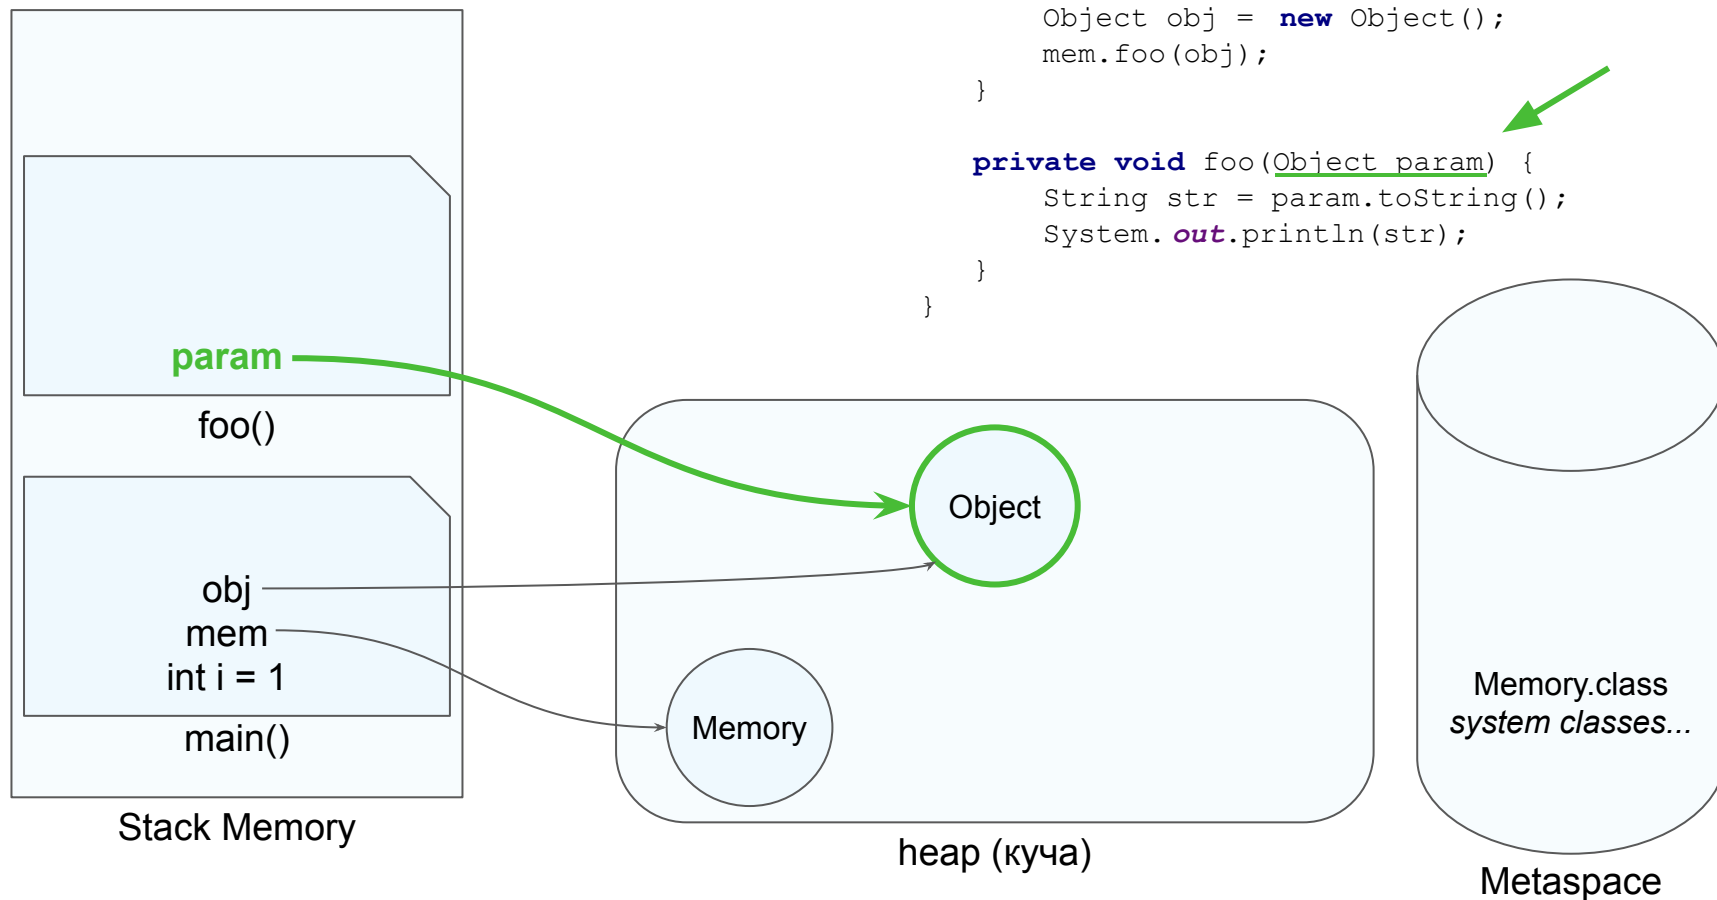 Object obj = new Object();
mem.foo(obj);
}
private void foo(Object param) {
String str = param.toString();
System.out.println(str);
}
}
param
foo()
obj
mem
int i = 1
main()
Stack Memory
Object
Memory
heap (куча)
Memory.class
system classes...
Metaspace